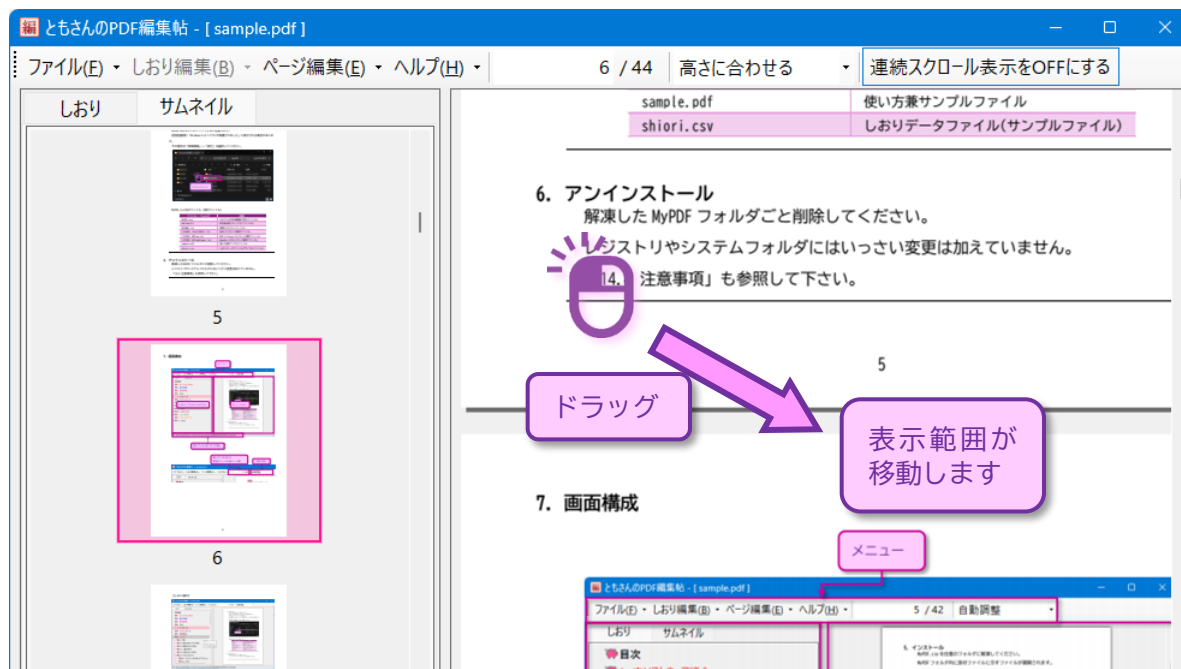 編 ともさんのPDF編集帖 - [ sample.pdf ]
ファイル(F) しおり編集(B) ページ編集(E) ヘルプ(H) 6 / 44 高さに合わせる 連続スクロール表示をOFFにする
しおり サムネイル
5
6
sample.pdf 使い方兼サンプルファイル
shiori.csv しおりデータファイル(サンプルファイル)
6. アンインストール
解凍した MyPDF フォルダごと削除してください。
レジストリやシステムフォルダにはいっさい変更は加えていません。
14. 注意事項」も参照して下さい。
5
ドラッグ
表示範囲が
移動します
7. 画面構成
メニュー
編 ともさんのPDF編集帖 - [ sample.pdf ]
ファイル(F) しおり編集(B) ページ編集(E) ヘルプ(H) 5 / 42 自動調整
しおり サムネイル
目次
5. インストール